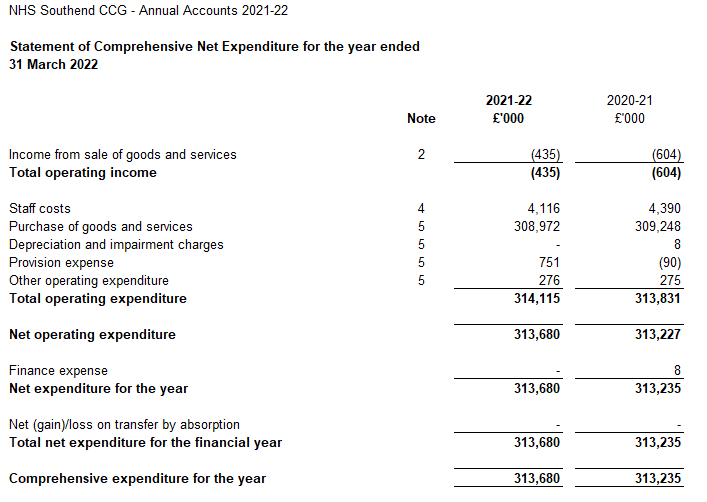 NHS Southend CCG - Annual Accounts 2021-22
Statement of Comprehensive Net Expenditure for the year ended
31 March 2022
2021-22 2020-21
Note £'000 £'000
Income from sale of goods and services 2 (435) (604)
Total operating income (435) (604)
Staff costs 4 4,116 4,390
Purchase of goods and services 5 308,972 309,248
Depreciation and impairment charges 5 - 8
Provision expense 5 751 (90)
Other operating expenditure 5 276 275
Total operating expenditure 314,115 313,831
Net operating expenditure 313,680 313,227
Finance expense - 8
Net expenditure for the year 313,680 313,235
Net (gain)/loss on transfer by absorption - -
Total net expenditure for the financial year 313,680 313,235
Comprehensive expenditure for the year 313,680 313,235